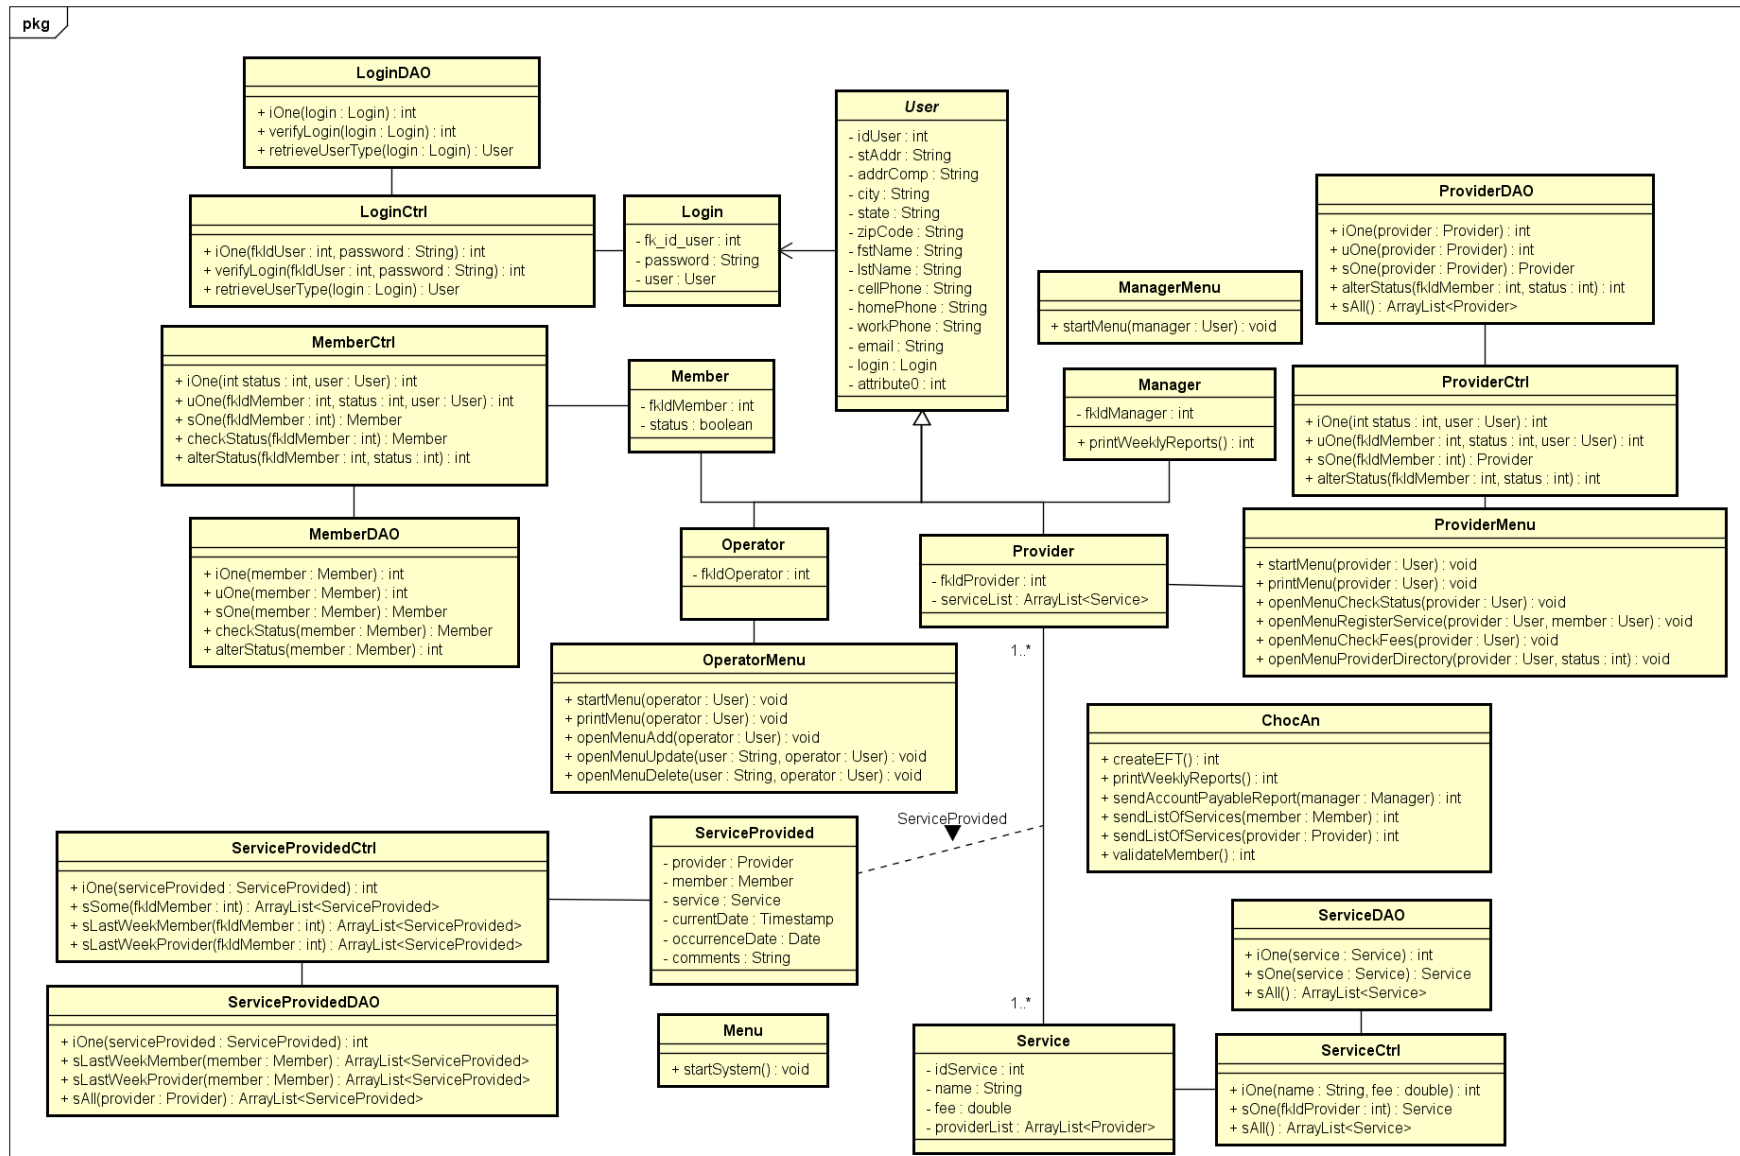 pkg
LoginDAO
+ iOne(login : Login) : int
+ verifyLogin(login : Login) : int
+ retrieveUserType(login : Login) : User
LoginCtrl
+ iOne(fkIdUser : int, password : String) : int
+ verifyLogin(fkIdUser : int, password : String) : int
+ retrieveUserType(login : Login) : User
Login
- fk_id_user : int
- password : String
- user : User
User
- idUser : int
- stAddr : String
- addrComp : String
- city : String
- state : String
- zipCode : String
- fstName : String
- lstName : String
- cellPhone : String
- homePhone : String
- workPhone : String
- email : String
- login : Login
- attribute0 : int
ManagerMenu
+ startMenu(manager : User) : void
ProviderDAO
+ iOne(provider : Provider) : int
+ uOne(provider : Provider) : int
+ sOne(provider : Provider) : Provider
+ alterStatus(fkIdMember : int, status : int) : int
+ sAll() : ArrayList<Provider>
MemberCtrl
+ iOne(int status : int, user : User) : int
+ uOne(fkIdMember : int, status : int, user : User) : int
+ sOne(fkIdMember : int) : Member
+ checkStatus(fkIdMember : int) : Member
+ alterStatus(fkIdMember : int, status : int) : int
Member
- fkIdMember : int
- status : boolean
Manager
- fkIdManager : int
+ printWeeklyReports() : int
ProviderCtrl
+ iOne(int status : int, user : User) : int
+ uOne(fkIdMember : int, status : int, user : User) : int
+ sOne(fkIdMember : int) : Provider
+ alterStatus(fkIdMember : int, status : int) : int
MemberDAO
+ iOne(member : Member) : int
+ uOne(member : Member) : int
+ sOne(member : Member) : Member
+ checkStatus(member : Member) : Member
+ alterStatus(member : Member) : int
Operator
- fkIdOperator : int
Provider
- fkIdProvider : int
- serviceList : ArrayList<Service>
ProviderMenu
+ startMenu(provider : User) : void
+ printMenu(provider : User) : void
+ openMenuCheckStatus(provider : User) : void
+ openMenuRegisterService(provider : User, member : User) : void
+ openMenuCheckFees(provider : User) : void
+ openMenuProviderDirectory(provider : User, status : int) : void
1..*
OperatorMenu
+ startMenu(operator : User) : void
+ printMenu(operator : User) : void
+ openMenuAdd(operator : User) : void
+ openMenuUpdate(user : String, operator : User) : void
+ openMenuDelete(user : String, operator : User) : void
ChocAn
+ createEFT() : int
+ printWeeklyReports() : int
+ sendAccountPayableReport(manager : Manager) : int
+ sendListOfServices(member : Member) : int
+ sendListOfServices(provider : Provider) : int
+ validateMember() : int
ServiceProvided
ServiceProvidedCtrl
+ iOne(serviceProvided : ServiceProvided) : int
+ sSome(fkIdMember : int) : ArrayList<ServiceProvided>
+ sLastWeekMember(fkIdMember : int) : ArrayList<ServiceProvided>
+ sLastWeekProvider(fkIdMember : int) : ArrayList<ServiceProvided>
ServiceProvided
- provider : Provider
- member : Member
- service : Service
- currentDate : Timestamp
- occurrenceDate : Date
- comments : String
ServiceDAO
+ iOne(service : Service) : int
+ sOne(service : Service) : Service
+ sAll() : ArrayList<Service>
ServiceProvidedDAO
+ iOne(serviceProvided : ServiceProvided) : int
+ sLastWeekMember(member : Member) : ArrayList<ServiceProvided>
+ sLastWeekProvider(member : Member) : ArrayList<ServiceProvided>
+ sAll(provider : Provider) : ArrayList<ServiceProvided>
Menu
+ startSystem() : void
1..*
Service
- idService : int
- name : String
- fee : double
- providerList : ArrayList<Provider>
ServiceCtrl
+ iOne(name : String, fee : double) : int
+ sOne(fkIdProvider : int) : Service
+ sAll() : ArrayList<Service>